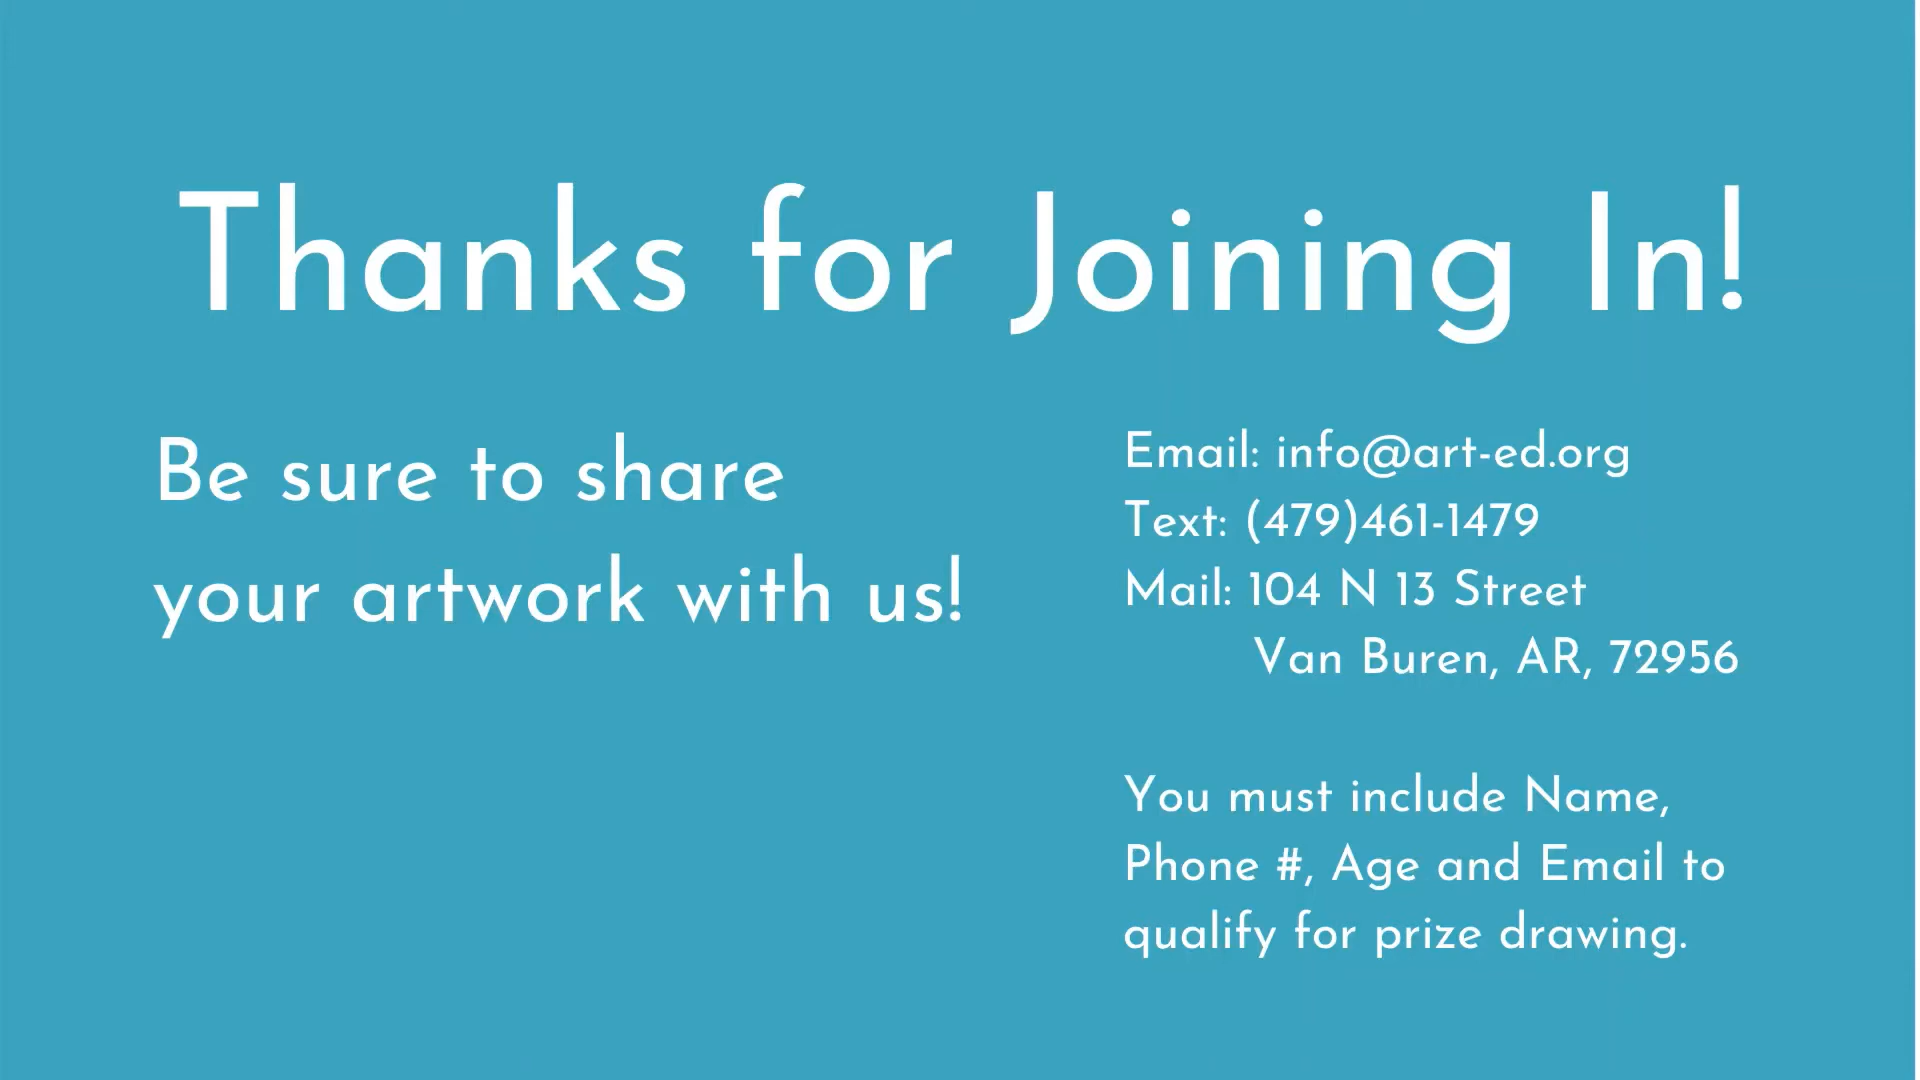 Thanks for Joining In!
Be sure to share
your artwork with us!
Email: info@art-ed.org
Text: (479)461-1479
Mail: 104 N 13 Street
Van Buren, AR, 72956
You must include Name,
Phone #, Age and Email to
qualify for prize drawing.